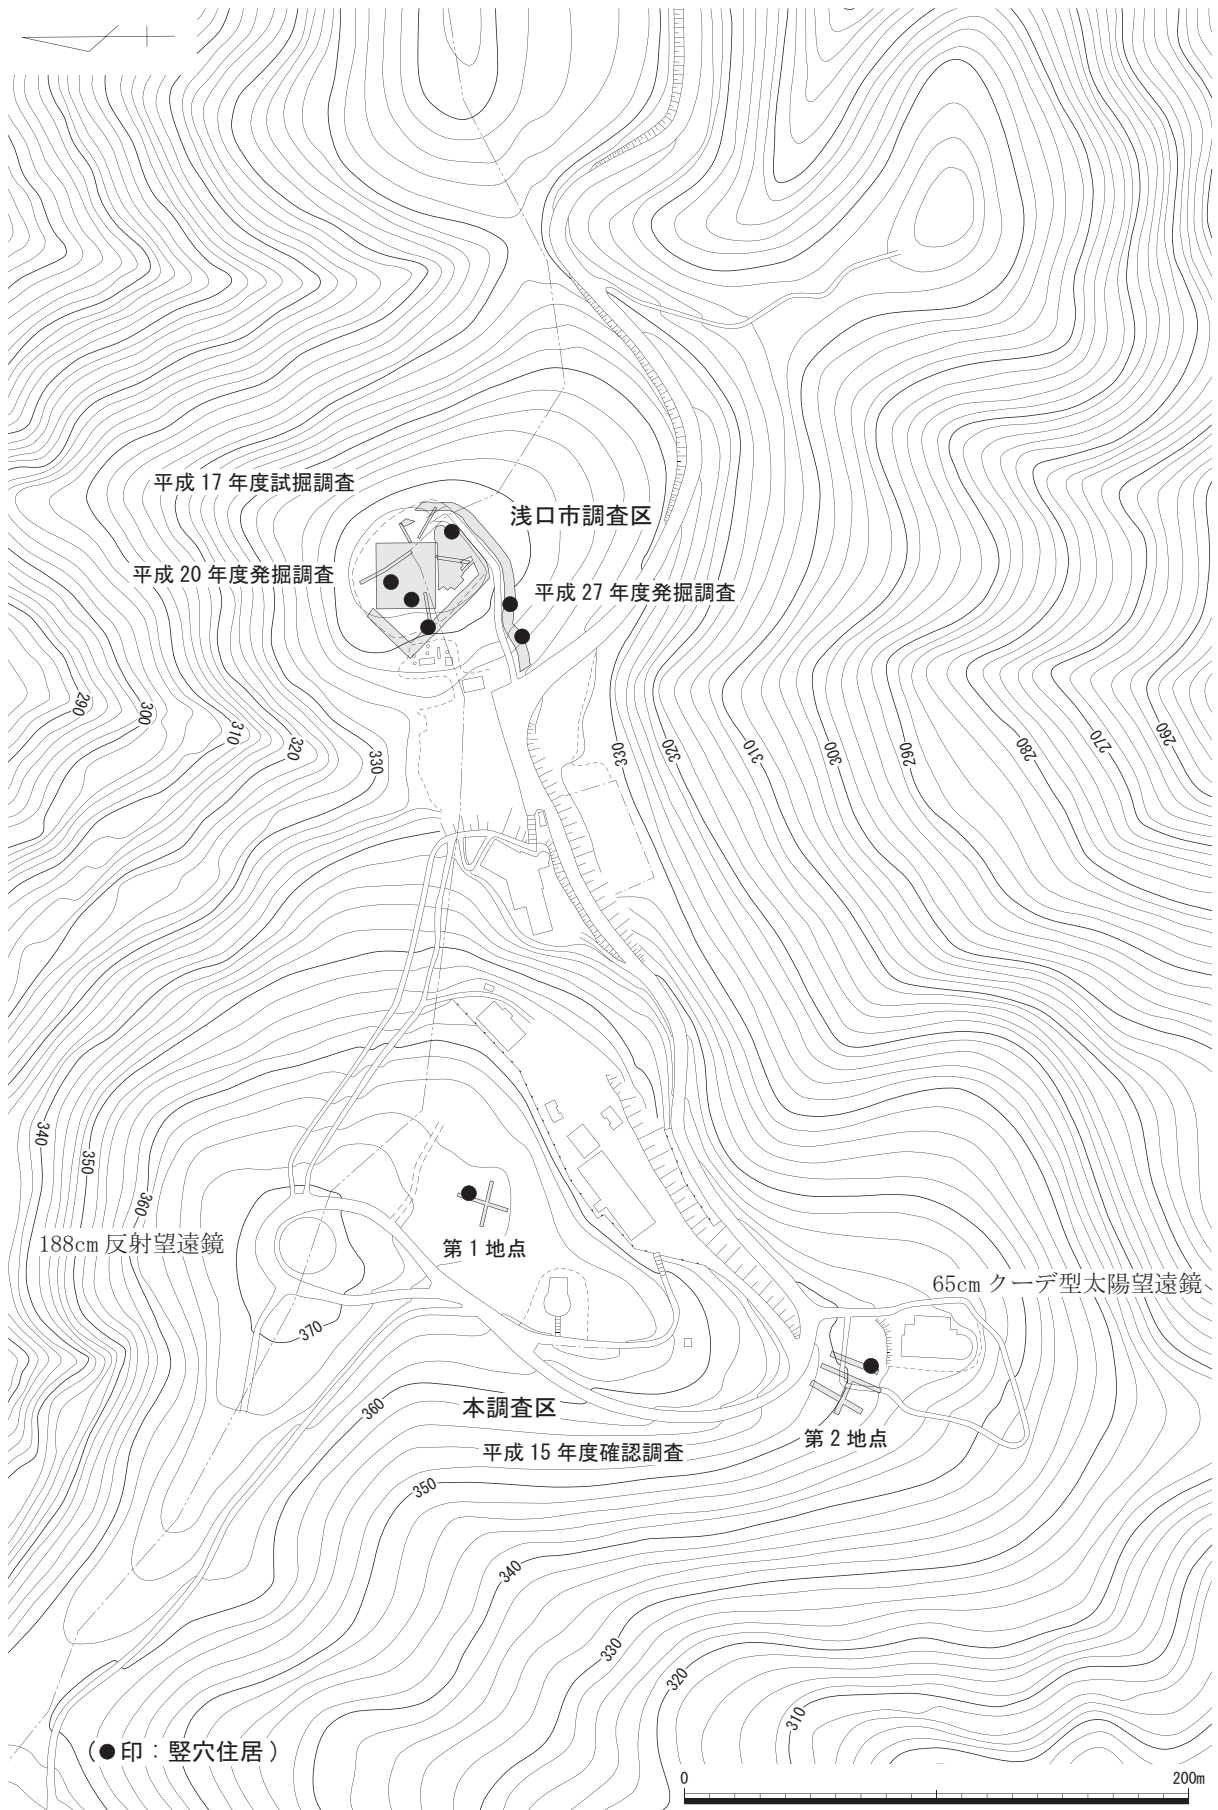 平成 17 年度試掘調査
浅口市調査区
平成 20 年度発掘調査
平成 27 年度発掘調査
290
300
310
320
330
330
320
310
300
290
280
270
260
340
350
360
188cm 反射望遠鏡
第 1 地点
65cm クーデ型太陽望遠鏡
370
360
本調査区
第 2 地点
平成 15 年度確認調査
350
340
330
320
310
(●印：竪穴住居)
0
200m